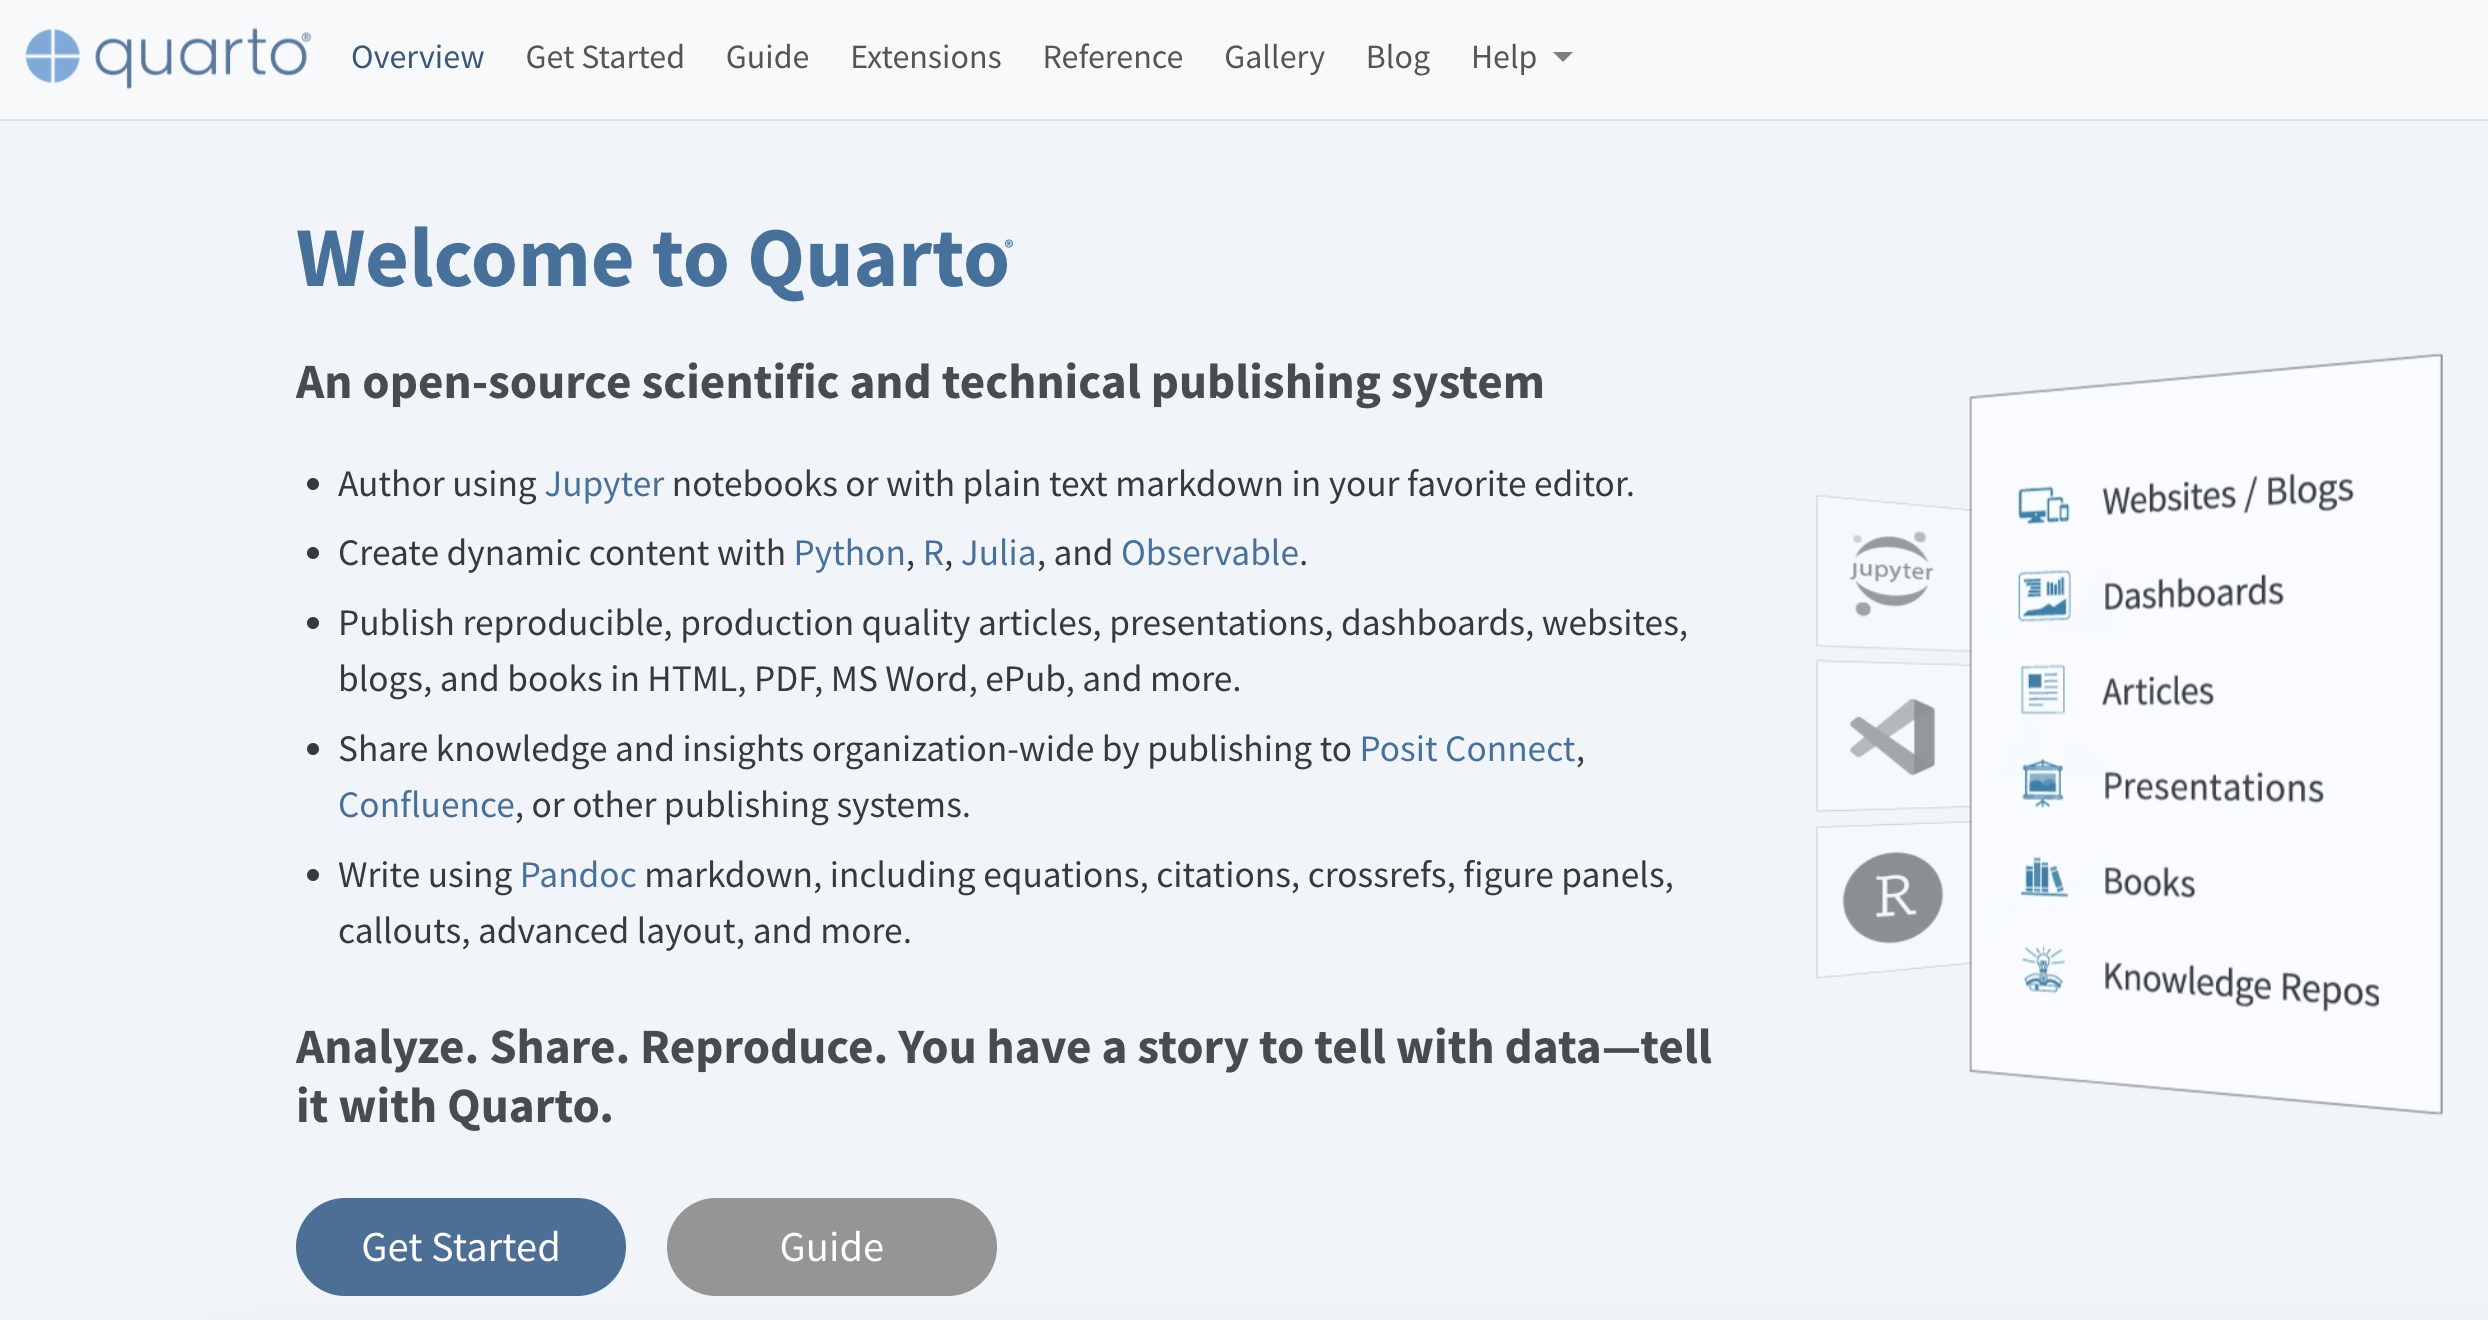 quarto®
Overview Get Started Guide Extensions Reference Gallery Blog Help
Welcome to Quarto®
An open-source scientific and technical publishing system
• Author using Jupyter notebooks or with plain text markdown in your favorite editor.
• Create dynamic content with Python, R, Julia, and Observable.
• Publish reproducible, production quality articles, presentations, dashboards, websites,
blogs, and books in HTML, PDF, MS Word, ePub, and more.
• Share knowledge and insights organization-wide by publishing to Posit Connect,
Confluence, or other publishing systems.
• Write using Pandoc markdown, including equations, citations, crossrefs, figure panels,
callouts, advanced layout, and more.
Analyze. Share. Reproduce. You have a story to tell with data—tell
it with Quarto.
Get Started
Guide
Jupyter
R
Websites / Blogs
Dashboards
Articles
Presentations
Books
Knowledge Repos